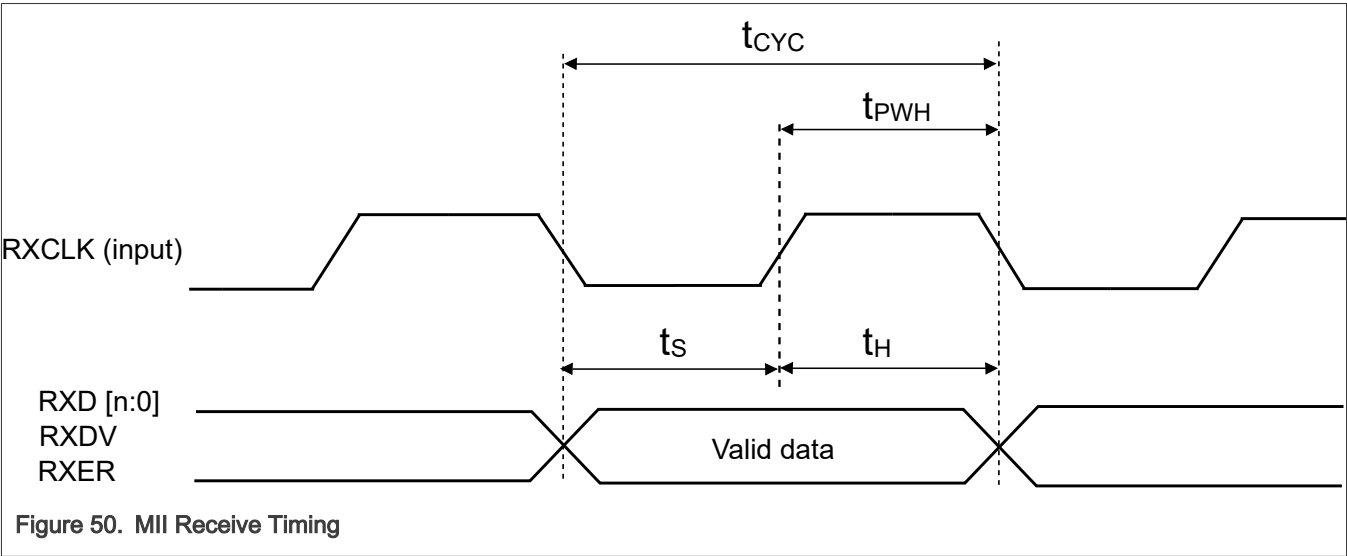 tCYC
tPWH
RXCLK (input)
tS
tH
RXD [n:0]
RXDV
RXER
Valid data
Figure 50. MII Receive Timing